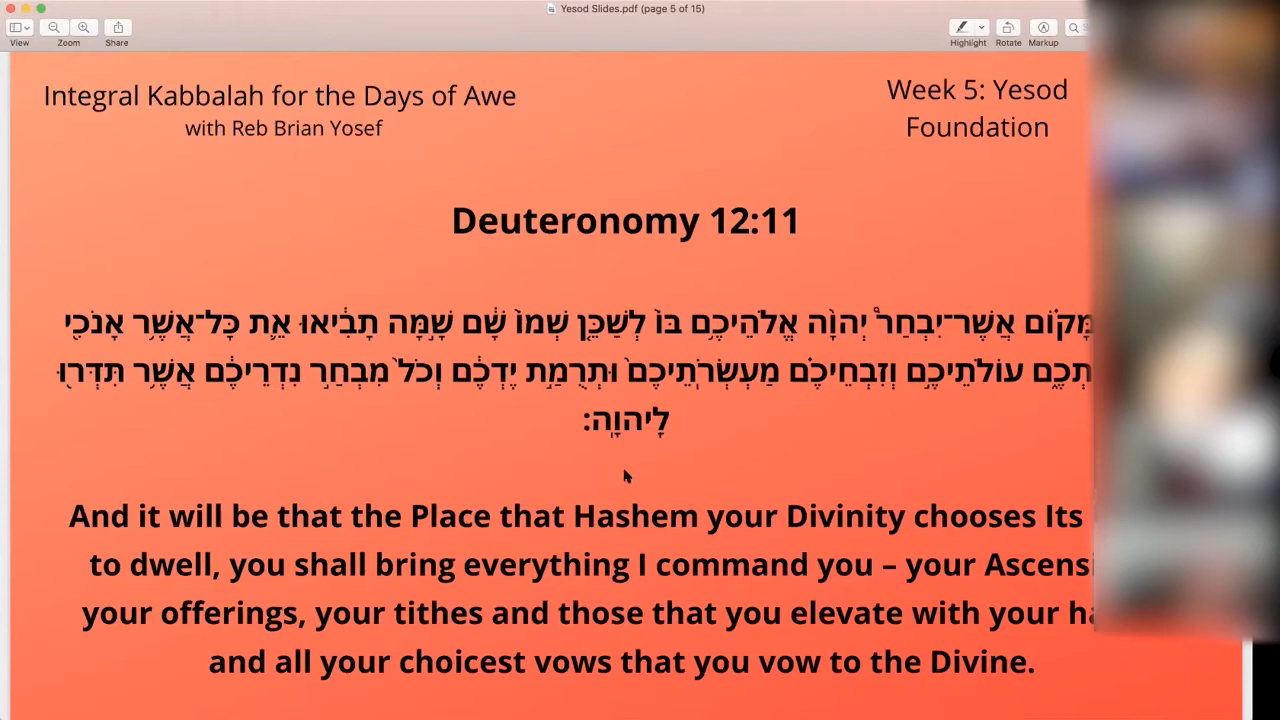 Yesod Slides.pdf (page 5 of 15)
View Zoom Share Highlight Rotate Markup
Integral Kabbalah for the Days of Awe
with Reb Brian Yosef
Week 5: Yesod
Foundation
Deuteronomy 12:11
אֲשֶׁר־יִבְחַר֩ יְהוָ֨ה אֱלֹהֵיכֶ֥ם בּוֹ֙ לְשַׁכֵּ֤ן שְׁמוֹ֙ שָׁ֔ם שָׁ֣מָּה תָבִ֔יאוּ אֵ֛ת כָּל־אֲשֶׁ֥ר אָנֹכִ֖י
עוֹלֹתֵיכֶ֣ם וְזִבְחֵיכֶ֗ם מַעְשְׂרֹֽתֵיכֶם֙ וּתְרֻמַ֣ת יֶדְכֶ֔ם וְכֹל֙ מִבְחַ֣ר נִדְרֵיכֶ֔ם אֲשֶׁ֥ר תִּדְּר֖וּ
לַֽיהוָֽה׃
And it will be that the Place that Hashem your Divinity chooses Its
to dwell, you shall bring everything I command you – your
your offerings, your tithes and those that you elevate with your
and all your choicest vows that you vow to the Divine.